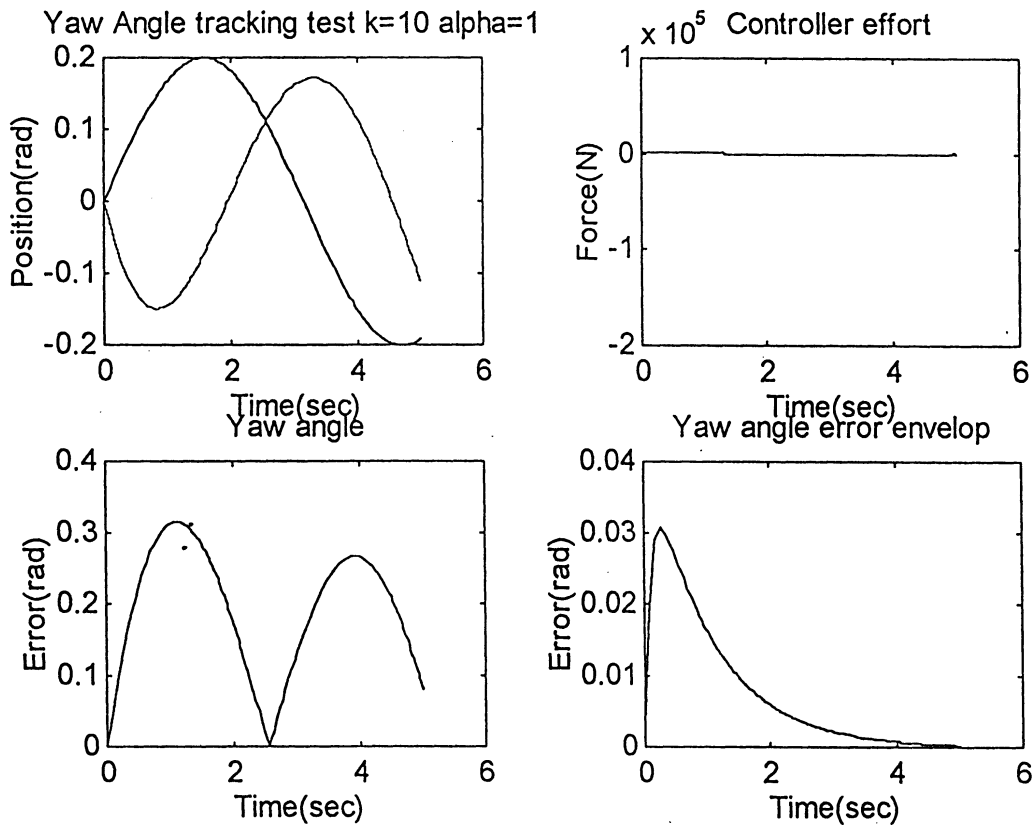 Yaw Angle tracking test k=10 alpha=1
0.2
0.1
0
-0.1
-0.2
Position(rad)
0
2
4
6
Time(sec)
x 10^5
Controller effort
1
0
-1
-2
Force(N)
0
2
4
6
Time(sec)
Yaw angle
0.4
0.3
0.2
0.1
0
Error(rad)
0
2
4
6
Time(sec)
Yaw angle error envelop
0.04
0.03
0.02
0.01
0
Error(rad)
0
2
4
6
Time(sec)